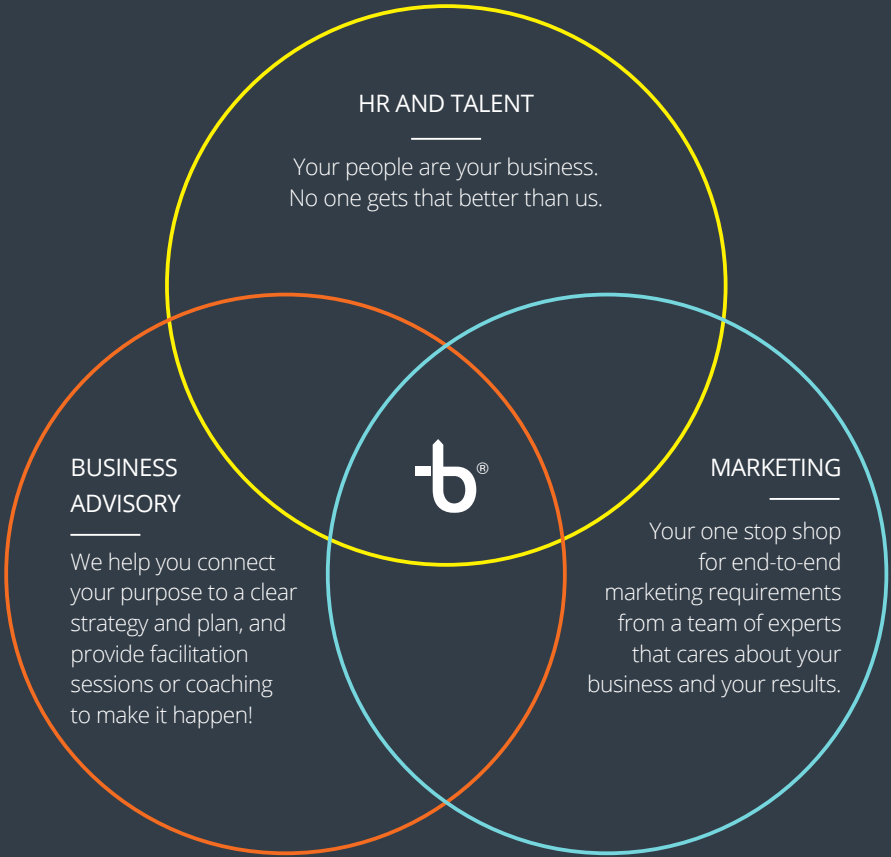 HR AND TALENT
Your people are your business.
No one gets that better than us.
b®
BUSINESS
ADVISORY
We help you connect
your purpose to a clear
strategy and plan, and
provide facilitation
sessions or coaching
to make it happen!
MARKETING
Your one stop shop
for end-to-end
marketing requirements
from a team of experts
that cares about your
business and your results.